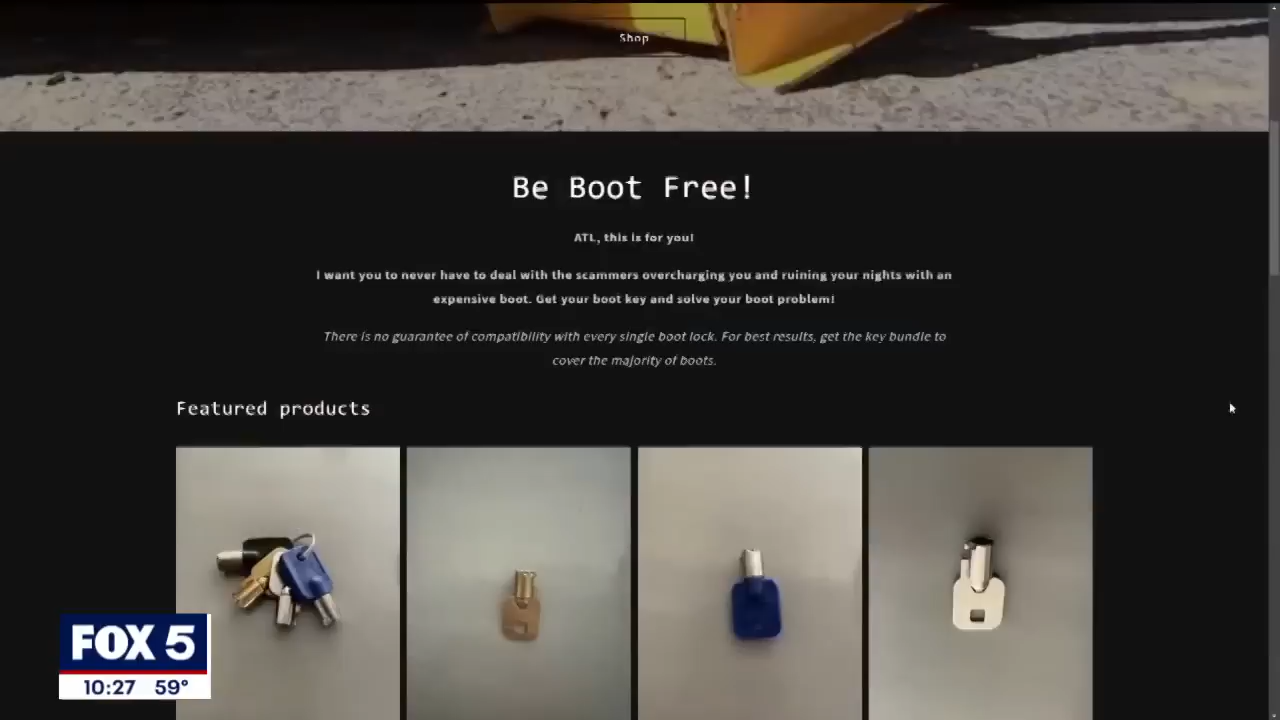 Shop
Be Boot Free!
ATL, this is for you!
I want you to never have to deal with the scammers overcharging you and ruining your nights with an
expensive boot. Get your boot key and solve your boot problem!
There is no guarantee of compatibility with every single boot lock. For best results, get the key bundle to
cover the majority of boots.
Featured products
FOX 5
10:27 59°